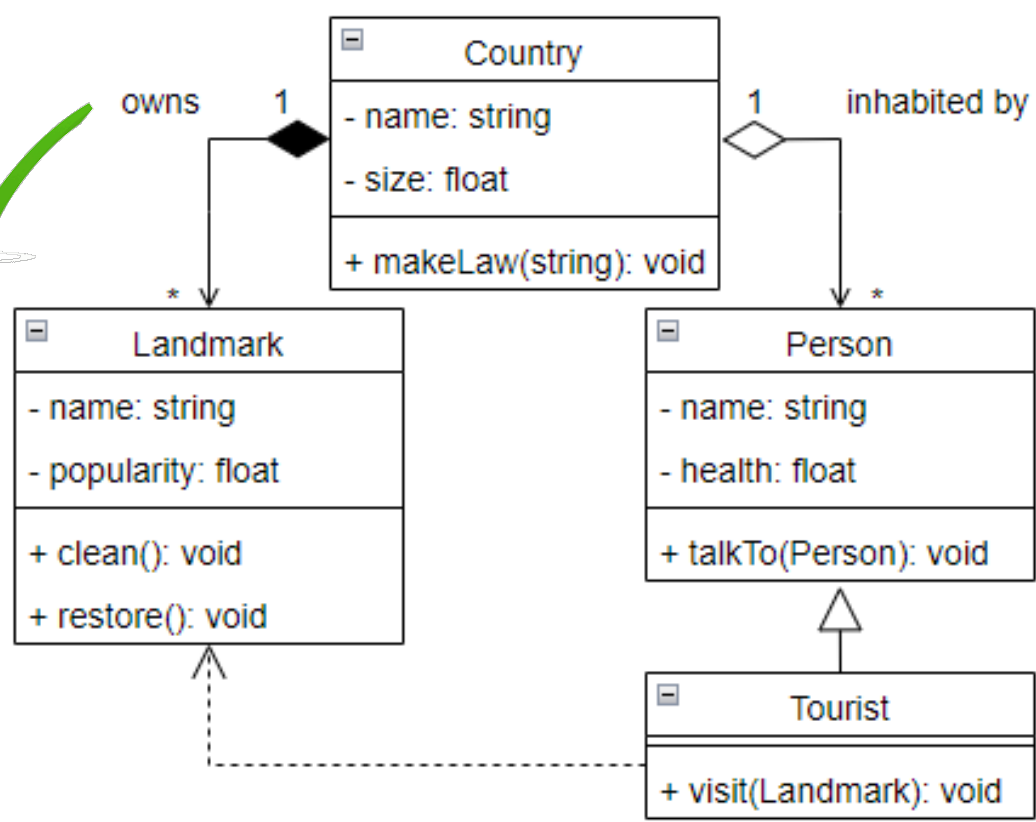 Country
owns
1
- name: string
- size: float
+ makeLaw(string): void
1
inhabited by
*
*
Landmark
- name: string
- popularity: float
+ clean(): void
+ restore(): void
Person
- name: string
- health: float
+ talkTo(Person): void
Tourist
+ visit(Landmark): void